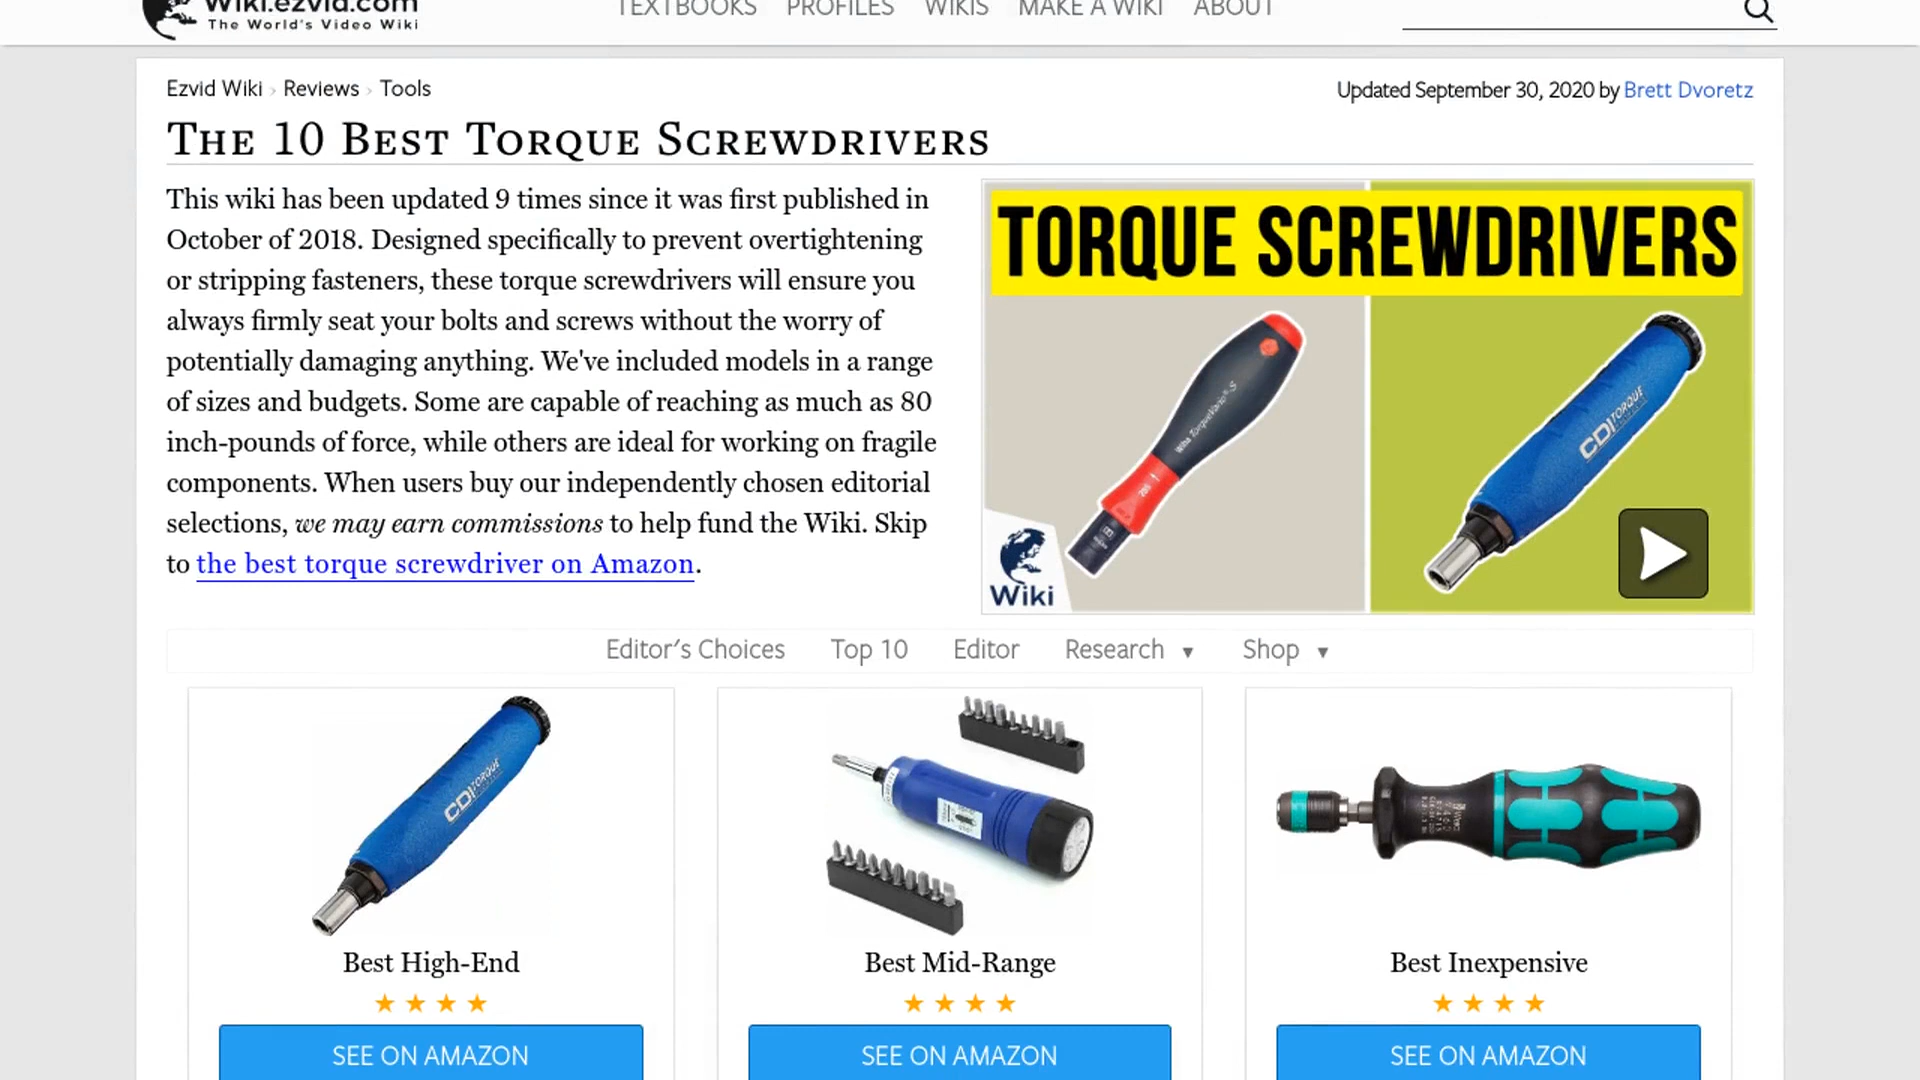 Wiki.ezvid.com
The World's Video Wiki
TEXTBOOKS PROFILES WIKIS MAKE A WIKI ABOUT
Ezvid Wiki › Reviews › Tools
Updated September 30, 2020 by Brett Dvoretz
The 10 Best Torque Screwdrivers
This wiki has been updated 9 times since it was first published in
October of 2018. Designed specifically to prevent overtightening
or stripping fasteners, these torque screwdrivers will ensure you
always firmly seat your bolts and screws without the worry of
potentially damaging anything. We've included models in a range
of sizes and budgets. Some are capable of reaching as much as 80
inch-pounds of force, while others are ideal for working on fragile
components. When users buy our independently chosen editorial
selections, we may earn commissions to help fund the Wiki. Skip
to the best torque screwdriver on Amazon.
TORQUE SCREWDRIVERS
Wiha TorqueVario®-S
CDI TORQUE
Wiki
Editor's Choices Top 10 Editor Research ▼ Shop ▼
CDI TORQUE
Best High-End
Best Mid-Range
Best Inexpensive
★ ★ ★ ★
★ ★ ★ ★
★ ★ ★ ★
SEE ON AMAZON
SEE ON AMAZON
SEE ON AMAZON